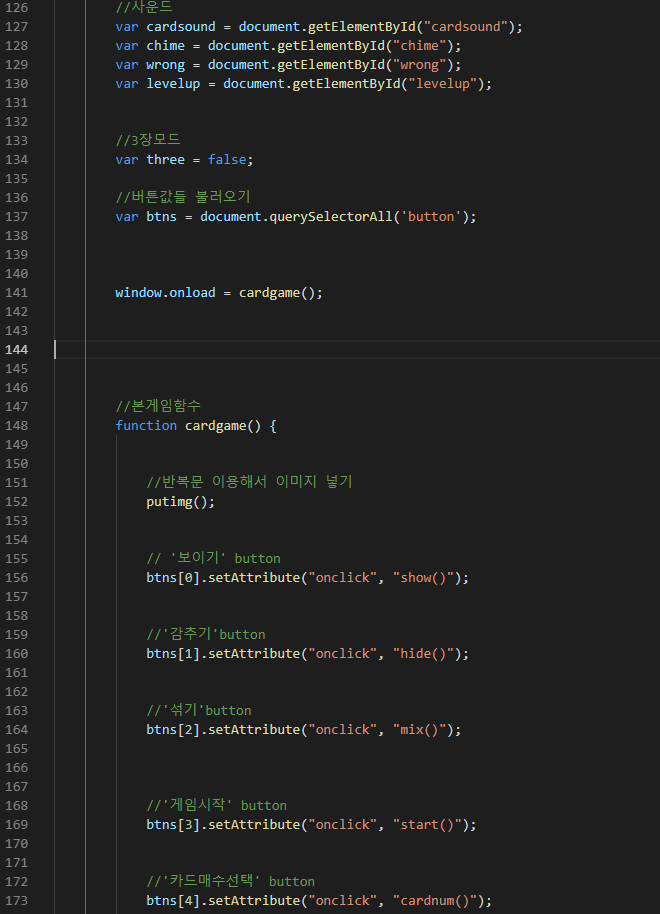 126 //사운드
127 var cardsound = document.getElementById("cardsound");
128 var chime = document.getElementById("chime");
129 var wrong = document.getElementById("wrong");
130 var levelup = document.getElementById("levelup");
131
132
133 //3장모드
134 var three = false;
135
136 //버튼값들 불러오기
137 var btns = document.querySelectorAll('button');
138
139
140
141 window.onload = cardgame();
142
143
144
145
146
147 //본게임함수
148 function cardgame() {
149
150
151 //반복문 이용해서 이미지 넣기
152 putimg();
153
154
155 // '보이기' button
156 btns[0].setAttribute("onclick", "show()");
157
158
159 //'감추기'button
160 btns[1].setAttribute("onclick", "hide()");
161
162
163 //'섞기'button
164 btns[2].setAttribute("onclick", "mix()");
165
166
167
168 //'게임시작' button
169 btns[3].setAttribute("onclick", "start()");
170
171
172 //'카드매수선택' button
173 btns[4].setAttribute("onclick", "cardnum()");